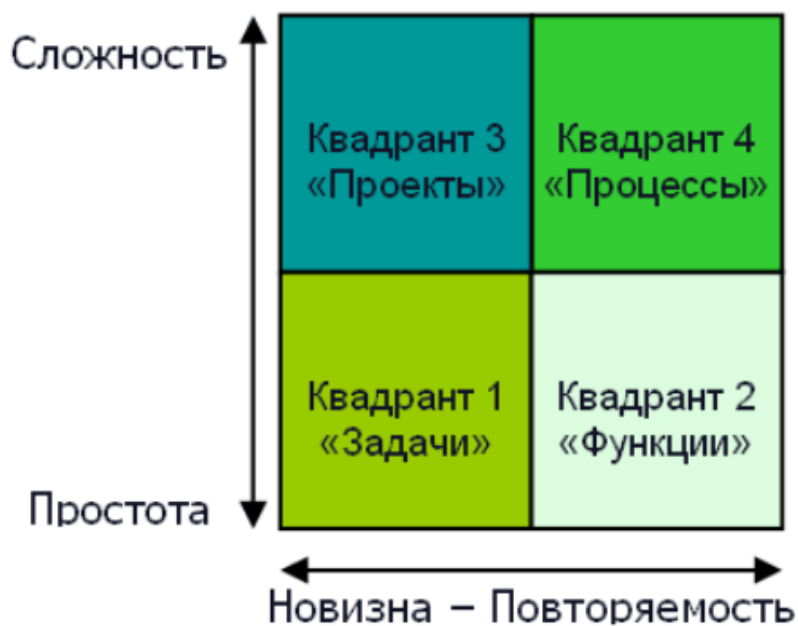 Сложность
Квадрант 3
«Проекты»
Квадрант 4
«Процессы»
Квадрант 1
«Задачи»
Квадрант 2
«Функции»
Простота
Новизна – Повторяемость